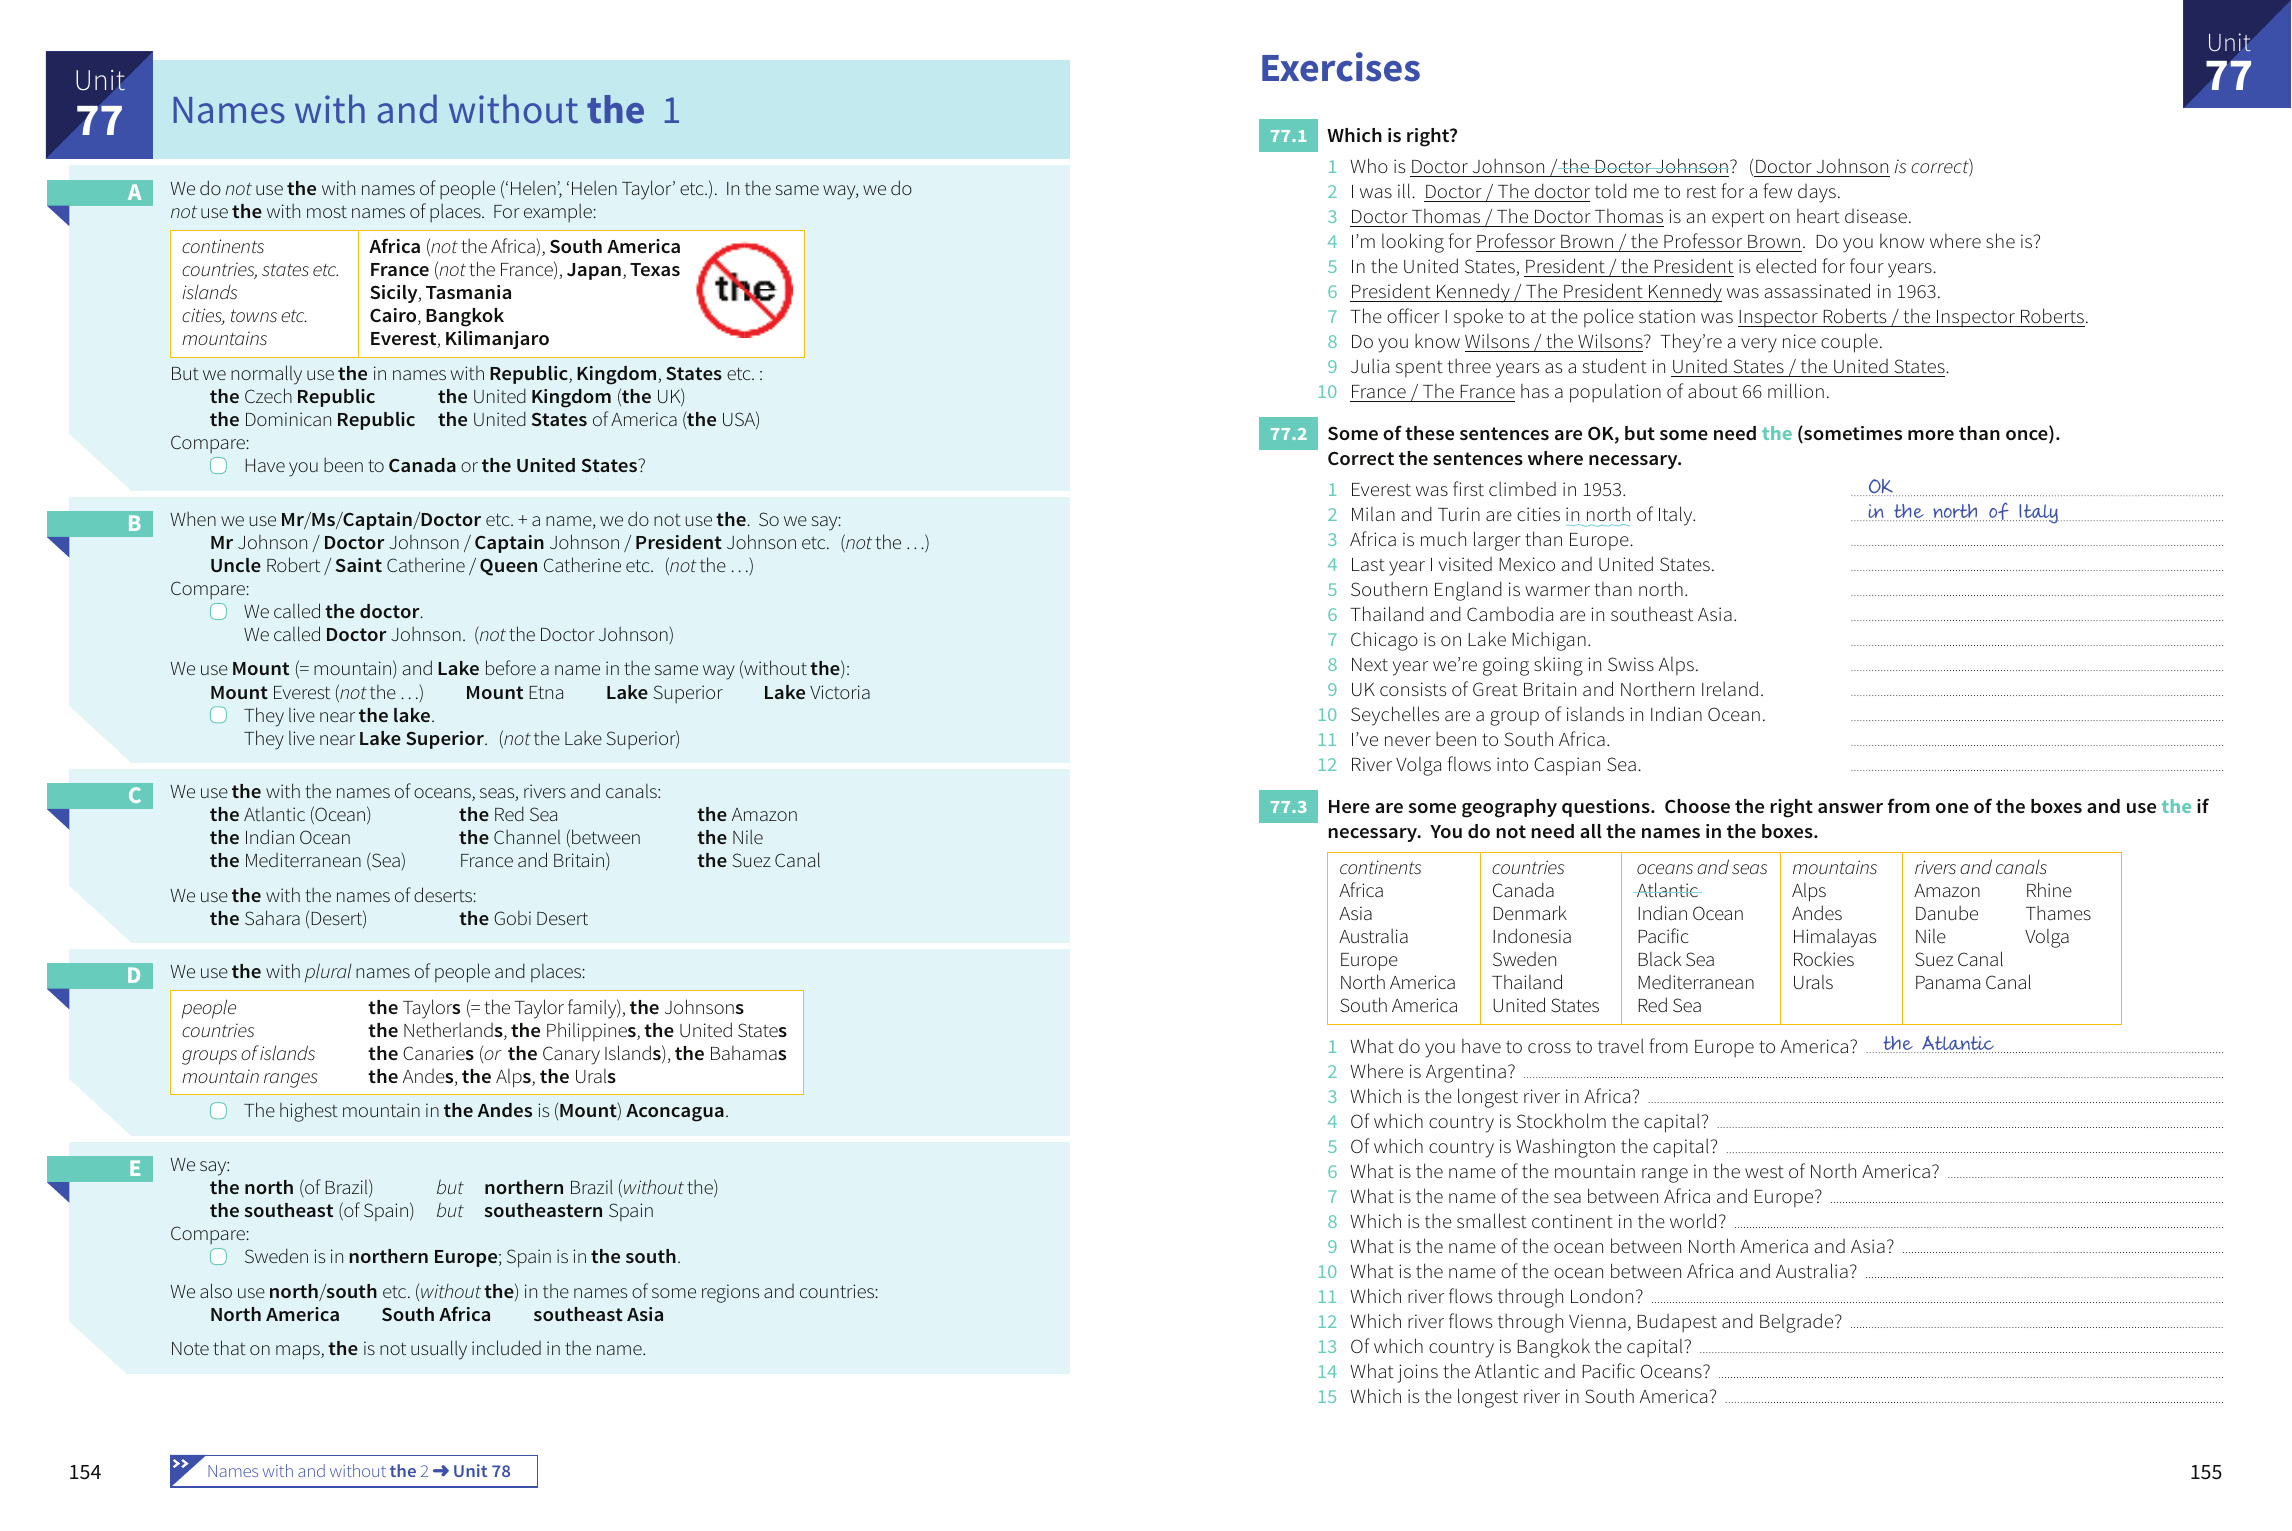 Unit
77
Names with and without the 1
A
We do not use the with names of people (‘Helen’, ‘Helen Taylor’ etc.). In the same way, we do
not use the with most names of places. For example:
continents Africa (not the Africa), South America
countries, states etc. France (not the France), Japan, Texas
islands Sicily, Tasmania
cities, towns etc. Cairo, Bangkok
mountains Everest, Kilimanjaro
the
But we normally use the in names with Republic, Kingdom, States etc. :
the Czech Republic the United Kingdom (the UK)
the Dominican Republic the United States of America (the USA)
Compare:
Have you been to Canada or the United States?
B
When we use Mr/Ms/Captain/Doctor etc. + a name, we do not use the. So we say:
Mr Johnson / Doctor Johnson / Captain Johnson / President Johnson etc. (not the …)
Uncle Robert / Saint Catherine / Queen Catherine etc. (not the …)
Compare:
We called the doctor.
We called Doctor Johnson. (not the Doctor Johnson)
We use Mount (= mountain) and Lake before a name in the same way (without the):
Mount Everest (not the …) Mount Etna Lake Superior Lake Victoria
They live near the lake.
They live near Lake Superior. (not the Lake Superior)
C
We use the with the names of oceans, seas, rivers and canals:
the Atlantic (Ocean) the Red Sea the Amazon
the Indian Ocean the Channel (between the Nile
the Mediterranean (Sea) France and Britain) the Suez Canal
We use the with the names of deserts:
the Sahara (Desert) the Gobi Desert
D
We use the with plural names of people and places:
people the Taylors (= the Taylor family), the Johnsons
countries the Netherlands, the Philippines, the United States
groups of islands the Canaries (or the Canary Islands), the Bahamas
mountain ranges the Andes, the Alps, the Urals
The highest mountain in the Andes is (Mount) Aconcagua.
E
We say:
the north (of Brazil) but northern Brazil (without the)
the southeast (of Spain) but southeastern Spain
Compare:
Sweden is in northern Europe; Spain is in the south.
We also use north/south etc. (without the) in the names of some regions and countries:
North America South Africa southeast Asia
Note that on maps, the is not usually included in the name.
154
>> Names with and without the 2 ➜ Unit 78
Exercises
Unit
77
77.1 Which is right?
1 Who is Doctor Johnson / the Doctor Johnson? (Doctor Johnson is correct)
2 I was ill. Doctor / The doctor told me to rest for a few days.
3 Doctor Thomas / The Doctor Thomas is an expert on heart disease.
4 I’m looking for Professor Brown / the Professor Brown. Do you know where she is?
5 In the United States, President / the President is elected for four years.
6 President Kennedy / The President Kennedy was assassinated in 1963.
7 The officer I spoke to at the police station was Inspector Roberts / the Inspector Roberts.
8 Do you know Wilsons / the Wilsons? They’re a very nice couple.
9 Julia spent three years as a student in United States / the United States.
10 France / The France has a population of about 66 million.
77.2 Some of these sentences are OK, but some need the (sometimes more than once).
Correct the sentences where necessary.
1 Everest was first climbed in 1953. OK
2 Milan and Turin are cities in north of Italy. in the north of Italy
3 Africa is much larger than Europe.
4 Last year I visited Mexico and United States.
5 Southern England is warmer than north.
6 Thailand and Cambodia are in southeast Asia.
7 Chicago is on Lake Michigan.
8 Next year we’re going skiing in Swiss Alps.
9 UK consists of Great Britain and Northern Ireland.
10 Seychelles are a group of islands in Indian Ocean.
11 I’ve never been to South Africa.
12 River Volga flows into Caspian Sea.
77.3 Here are some geography questions. Choose the right answer from one of the boxes and use the if
necessary. You do not need all the names in the boxes.
continents countries oceans and seas mountains rivers and canals
Africa Canada Atlantic Alps Amazon Rhine
Asia Denmark Indian Ocean Andes Danube Thames
Australia Indonesia Pacific Himalayas Nile Volga
Europe Sweden Black Sea Rockies Suez Canal
North America Thailand Mediterranean Urals Panama Canal
South America United States Red Sea
1 What do you have to cross to travel from Europe to America? the Atlantic
2 Where is Argentina?
3 Which is the longest river in Africa?
4 Of which country is Stockholm the capital?
5 Of which country is Washington the capital?
6 What is the name of the mountain range in the west of North America?
7 What is the name of the sea between Africa and Europe?
8 Which is the smallest continent in the world?
9 What is the name of the ocean between North America and Asia?
10 What is the name of the ocean between Africa and Australia?
11 Which river flows through London?
12 Which river flows through Vienna, Budapest and Belgrade?
13 Of which country is Bangkok the capital?
14 What joins the Atlantic and Pacific Oceans?
15 Which is the longest river in South America?
155